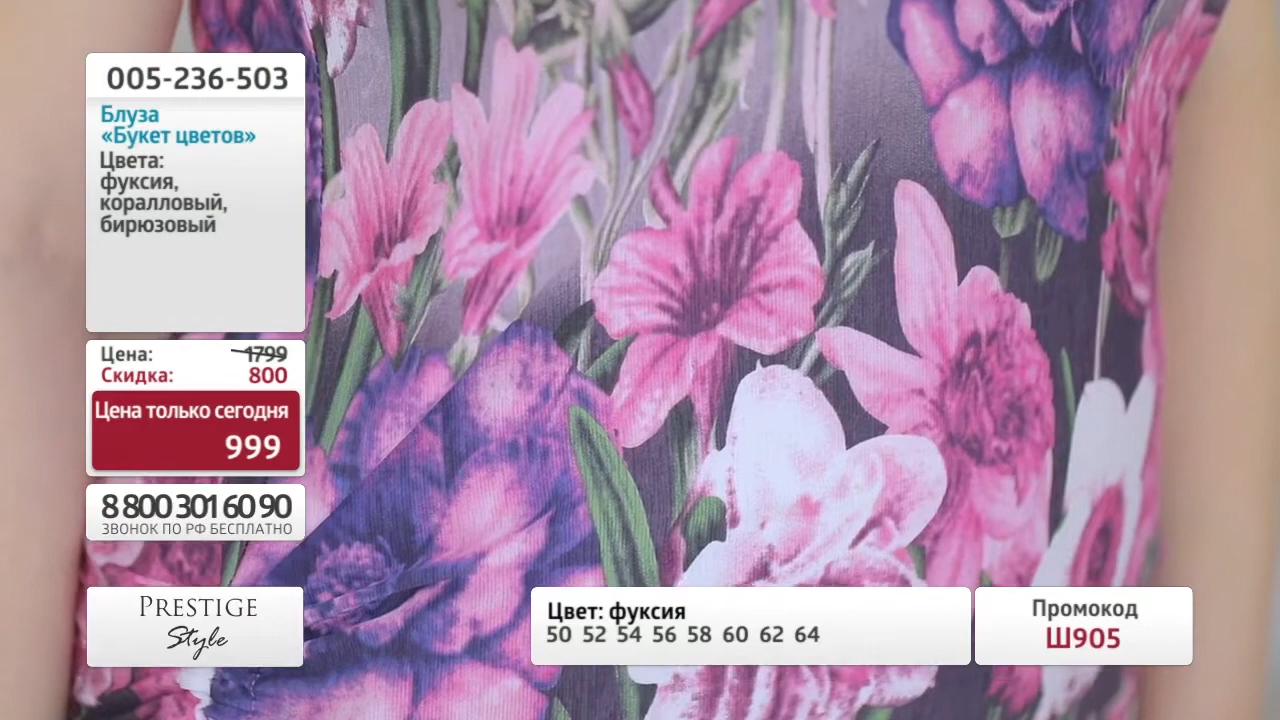 005-236-503
Блуза
«Букет цветов»
Цвета:
фуксия,
коралловый,
бирюзовый
Цена: 1799
Скидка: 800
Цена только сегодня
999
8 800 301 60 90
ЗВОНОК ПО РФ БЕСПЛАТНО
PRESTIGE
Style
Цвет: фуксия
50 52 54 56 58 60 62 64
Промокод
Ш905